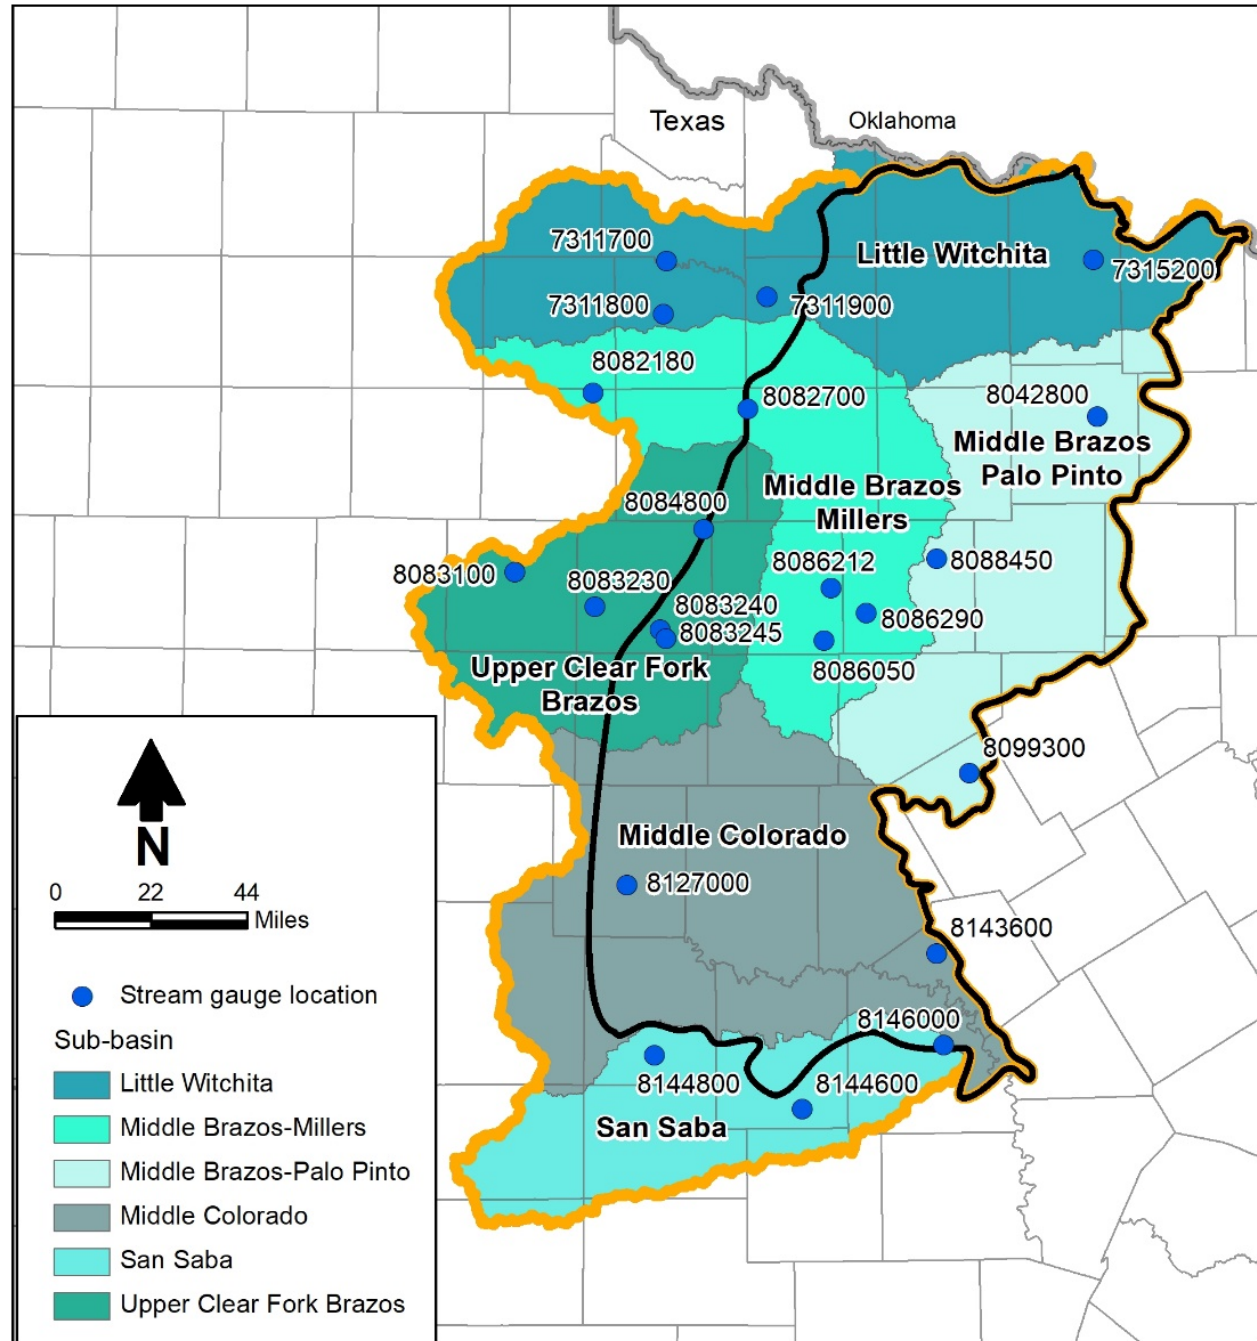 Texas
Oklahoma
7311700
Little Witchita
7315200
7311800
7311900
8082180
8082700
8042800
Middle Brazos
Palo Pinto
Middle Brazos
Millers
8084800
8083100
8083230
8086212
8088450
8083240
8083245
8086290
8086050
Upper Clear Fork
Brazos
8099300
Middle Colorado
8127000
8143600
8146000
8144800
8144600
San Saba
N
0 22 44
Miles
Stream gauge location
Sub-basin
Little Witchita
Middle Brazos-Millers
Middle Brazos-Palo Pinto
Middle Colorado
San Saba
Upper Clear Fork Brazos